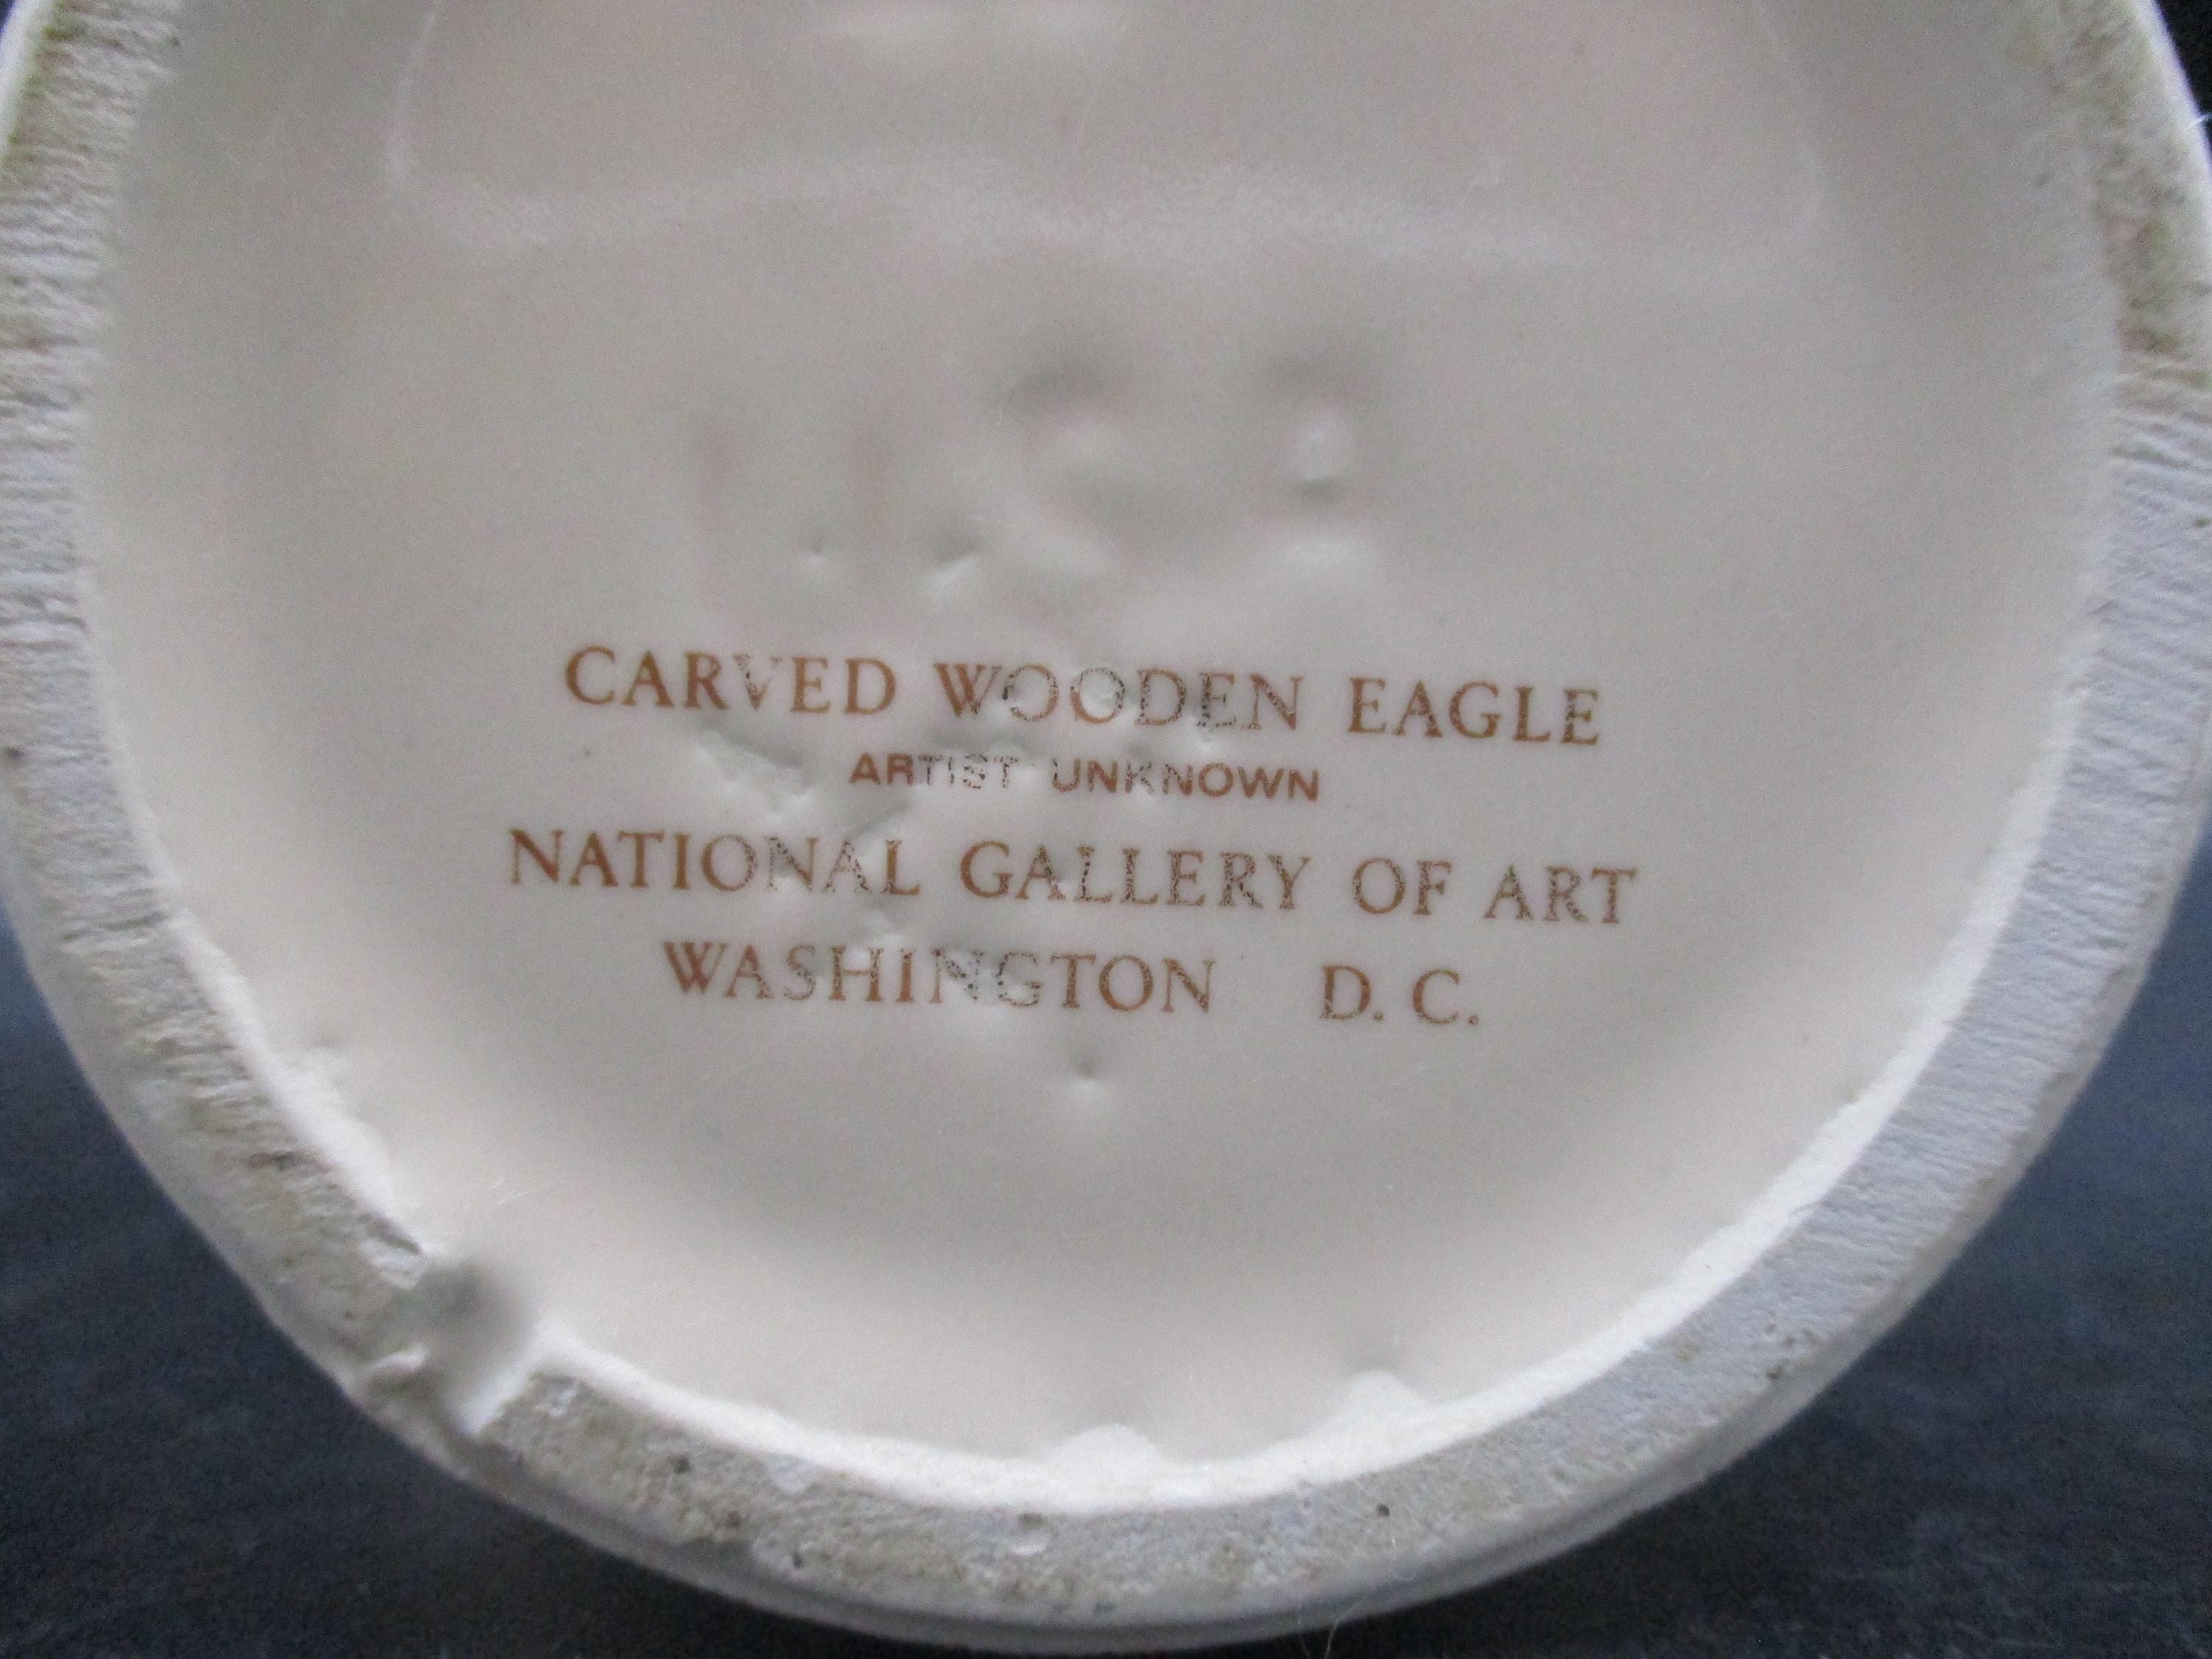 CARVED WOODEN EAGLE
ARTIST UNKNOWN
NATIONAL GALLERY OF ART
WASHINGTON D. C.